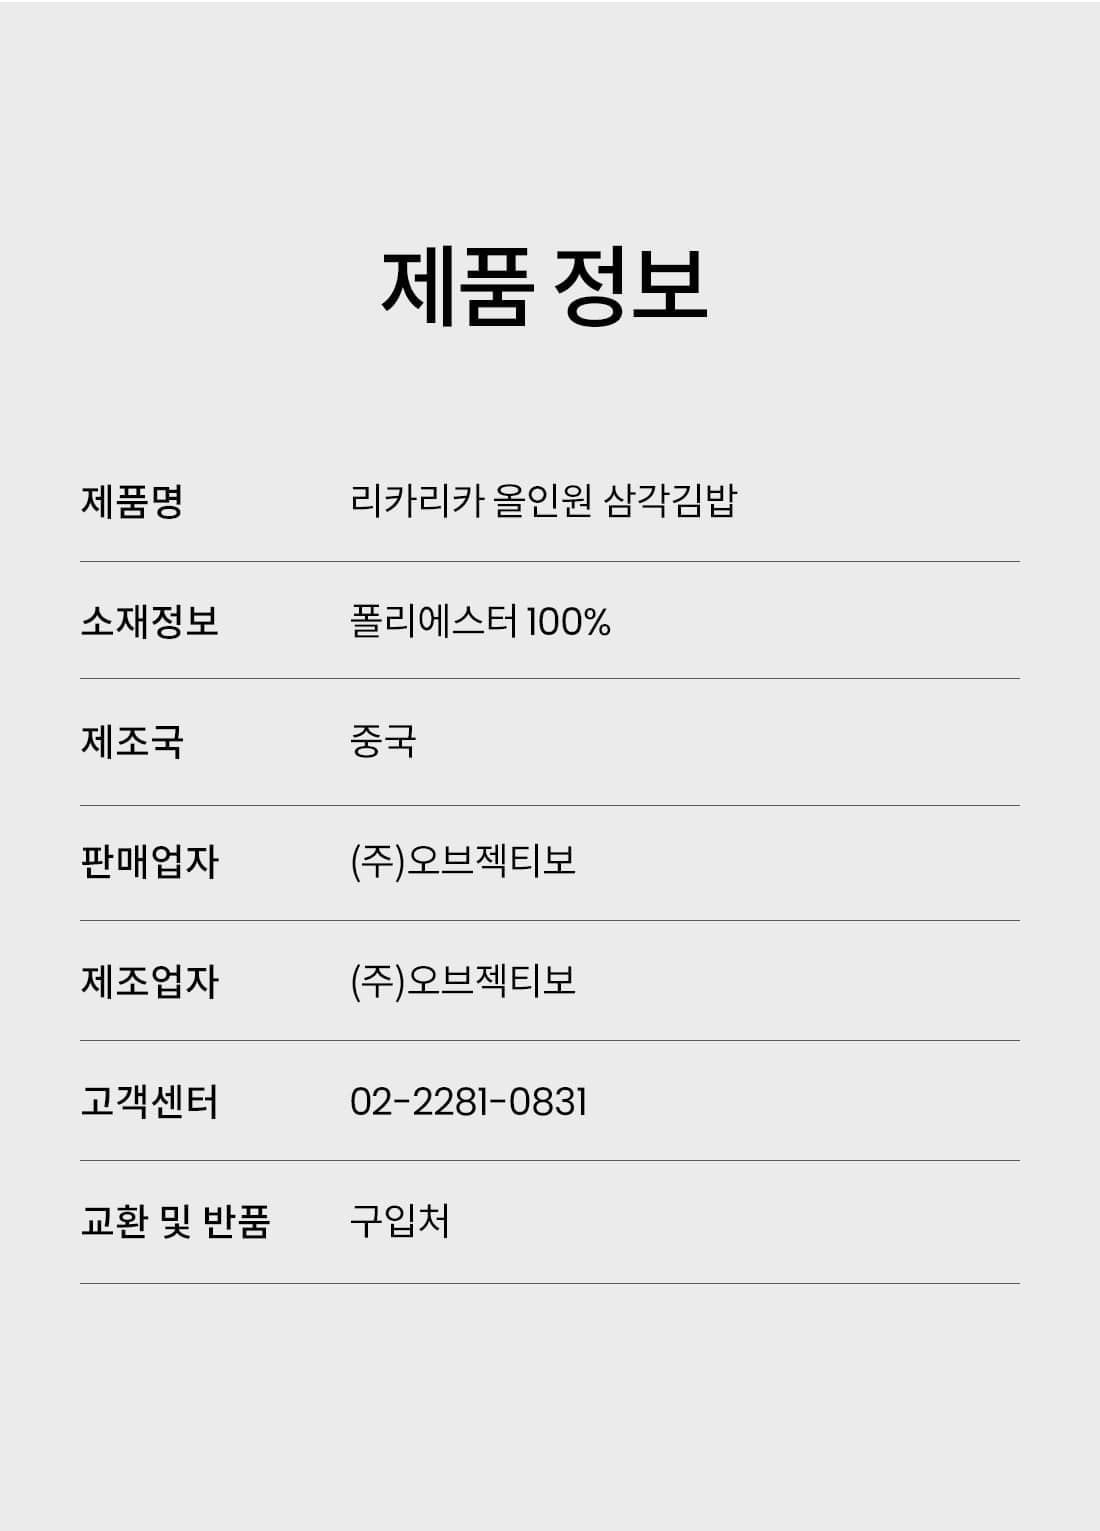 제품 정보
제품명 리카리카 올인원 삼각김밥
소재정보 폴리에스터 100%
제조국 중국
판매업자 (주)오브젝티보
제조업자 (주)오브젝티보
고객센터 02-2281-0831
교환 및 반품 구입처